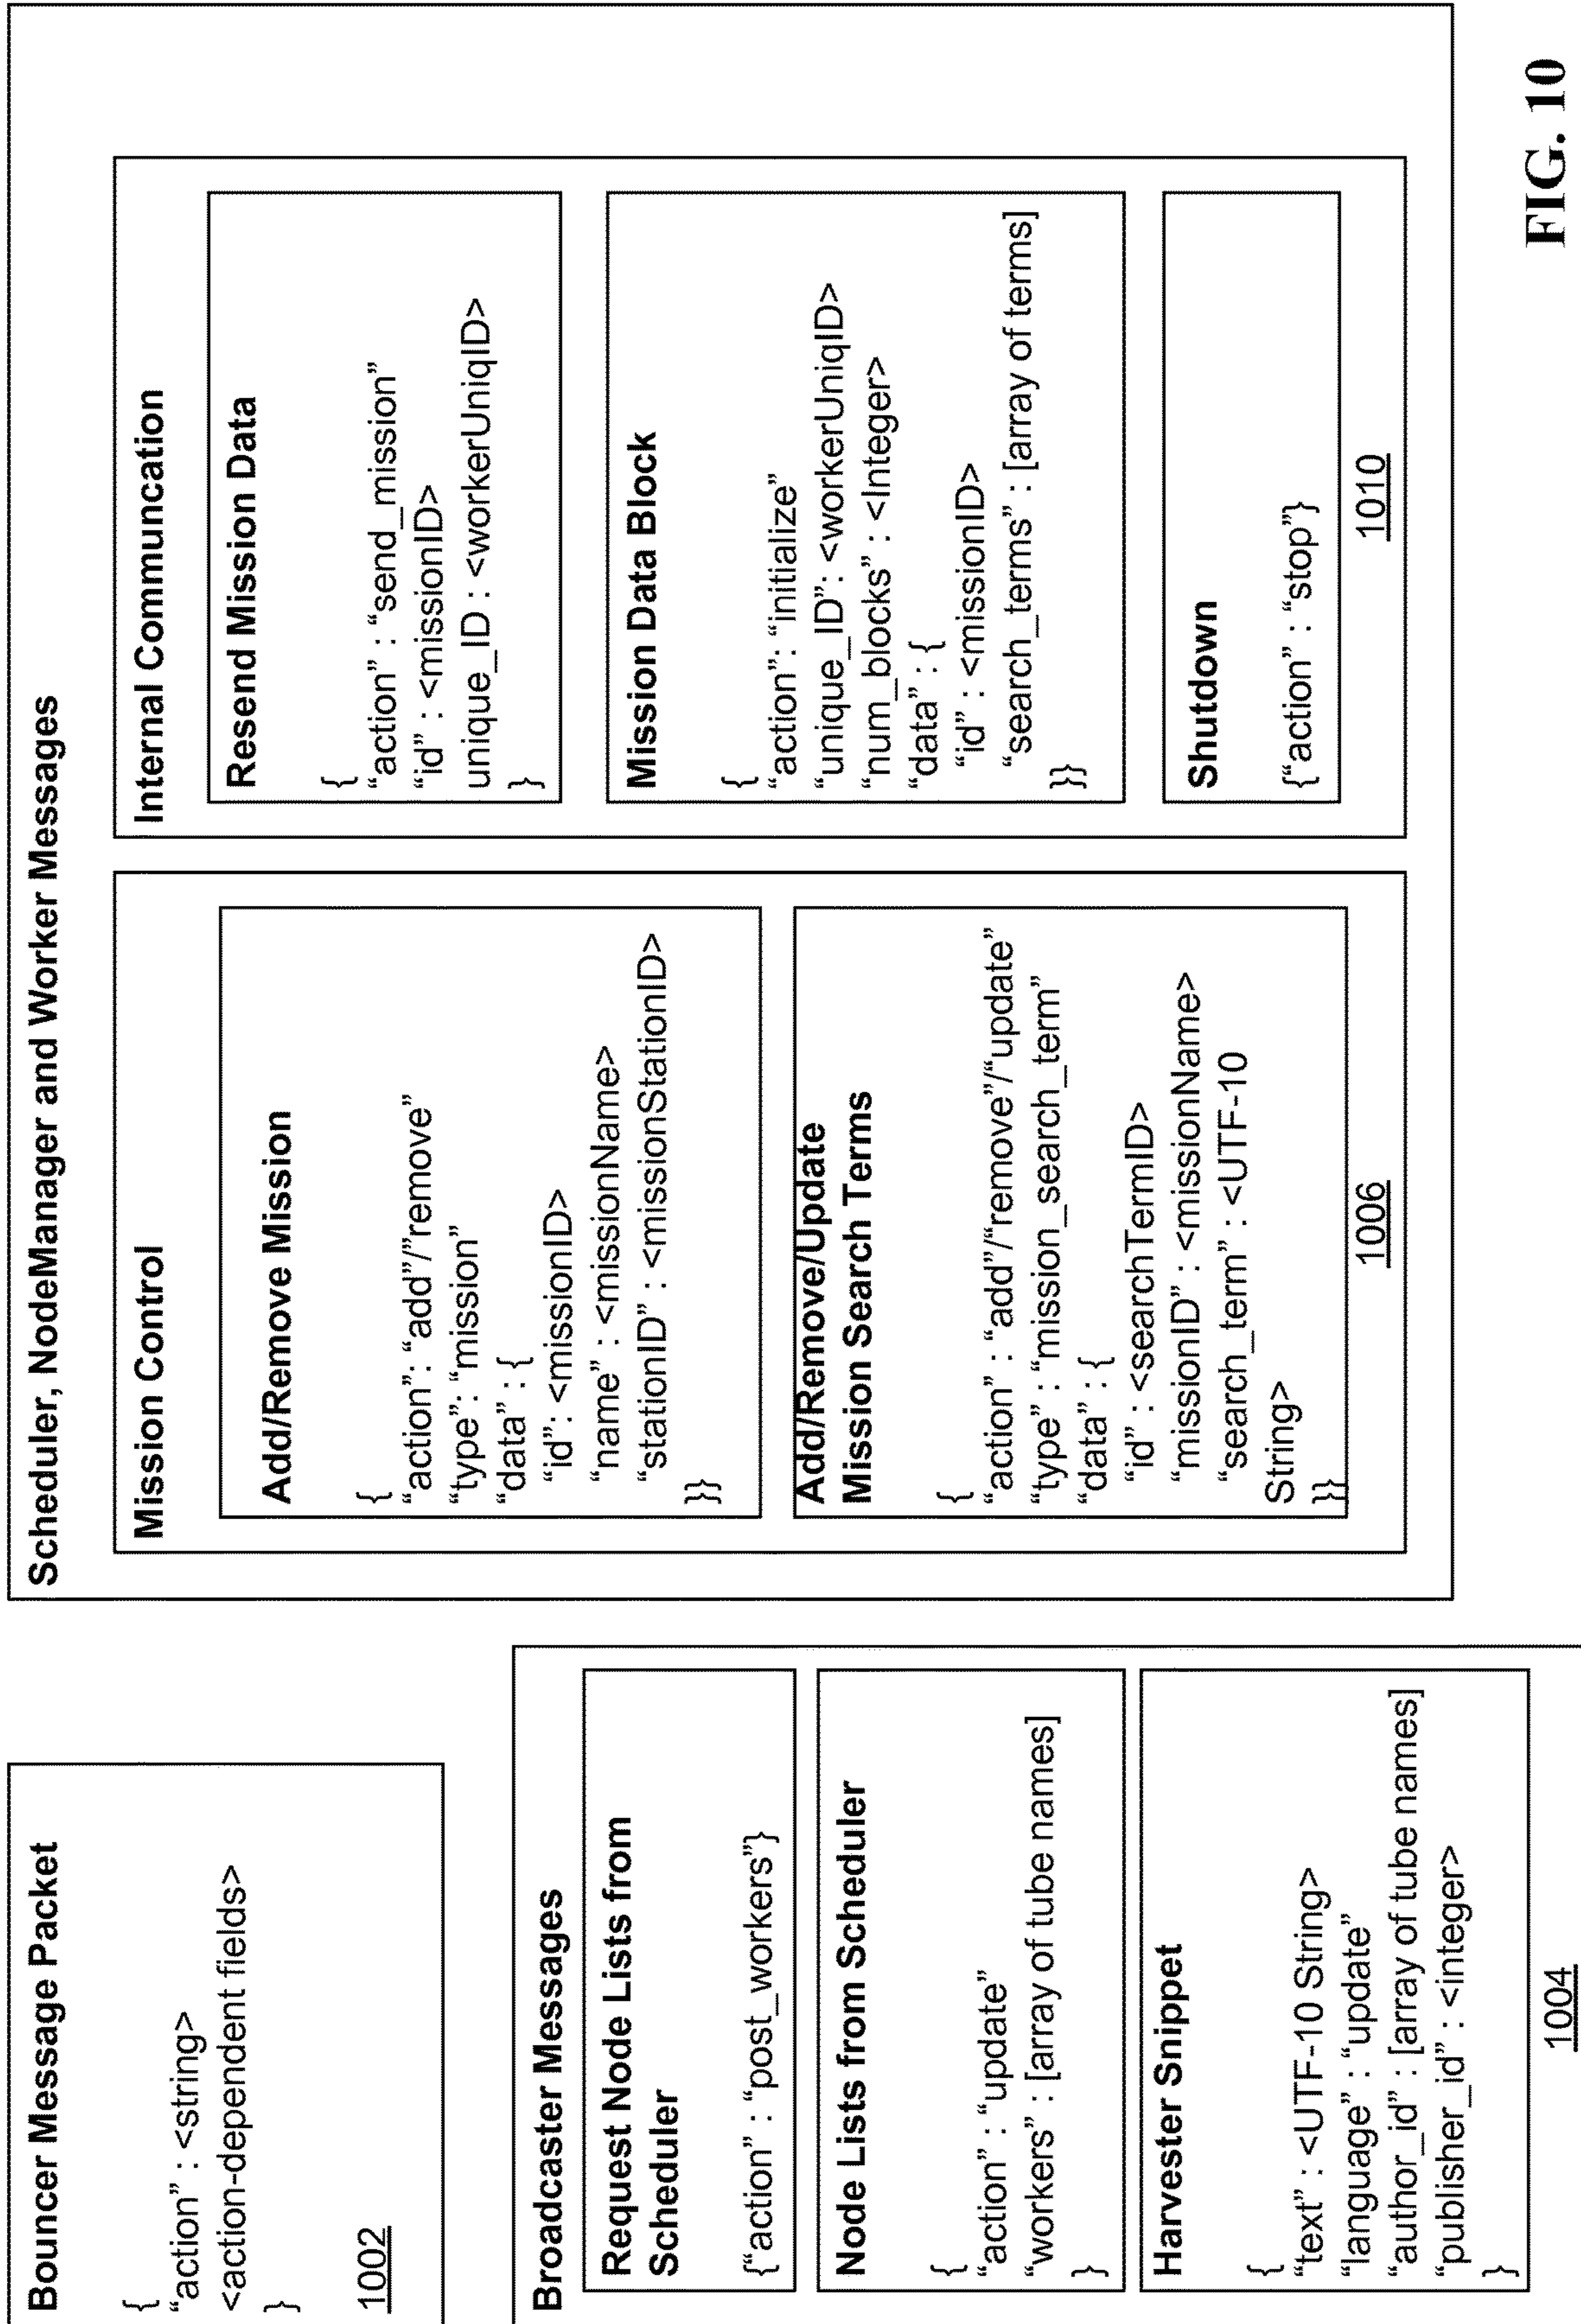 Bouncer Message Packet
{
“action” : <string>
<action-dependent fields>
}
1002
Broadcaster Messages
Request Node Lists from
Scheduler
{“action” : “post_workers”}
Node Lists from Scheduler
{
“action” : “update”
“workers” : [array of tube names]
}
Harvester Snippet
{
“text” : <UTF-10 String>
“language” : “update”
“author_id” : [array of tube names]
“publisher_id” : <integer>
}
1004
Scheduler, NodeManager and Worker Messages
Mission Control
Add/Remove Mission
{
“action”: “add”/”remove”
“type”: “mission”
“data” : {
“id”: <missionID>
“name” : <missionName>
“stationID” : <missionStationID>
}}
Add/Remove/Update
Mission Search Terms
{
“action” : “add”/“remove”/“update”
“type” : “mission_search_term”
“data” : {
“id” : <searchTermID>
“missionID” : <missionName>
“search_term” : <UTF-10
String>
}}
1006
Internal Communcation
Resend Mission Data
{
“action” : “send_mission”
“id” : <missionID>
unique_ID : <workerUniqID>
}
Mission Data Block
{
“action”: “initialize”
“unique_ID”: <workerUniqID>
“num_blocks” : <Integer>
“data” : {
“id” : <missionID>
“search_terms” : [array of terms]
}}
Shutdown
{“action” : “stop”}
1010
FIG. 10